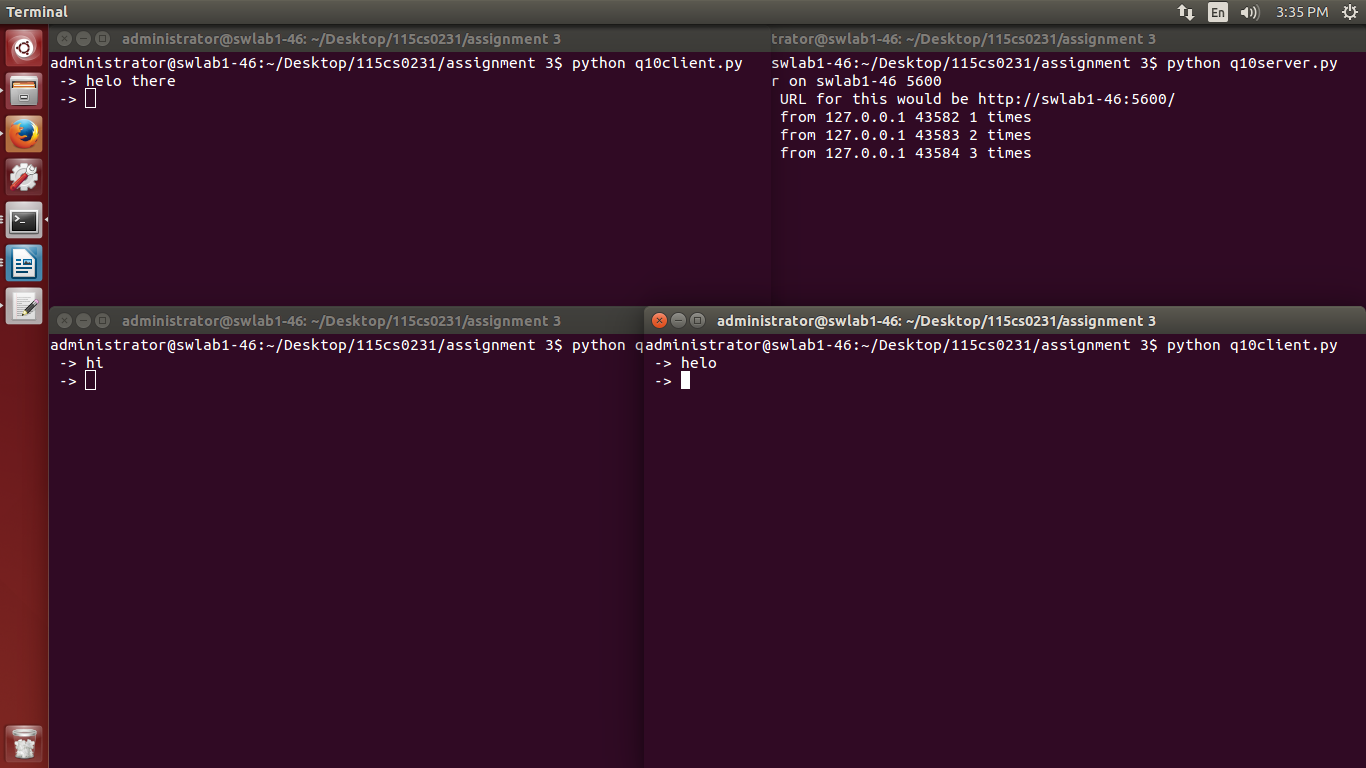 Terminal
En
3:35 PM
administrator@swlab1-46: ~/Desktop/115cs0231/assignment 3
administrator@swlab1-46:~/Desktop/115cs0231/assignment 3$ python q10client.py
-> helo there
->
trator@swlab1-46: ~/Desktop/115cs0231/assignment 3
swlab1-46:~/Desktop/115cs0231/assignment 3$ python q10server.py
r on swlab1-46 5600
URL for this would be http://swlab1-46:5600/
from 127.0.0.1 43582 1 times
from 127.0.0.1 43583 2 times
from 127.0.0.1 43584 3 times
administrator@swlab1-46: ~/Desktop/115cs0231/assignment 3
administrator@swlab1-46:~/Desktop/115cs0231/assignment 3$ python q
-> hi
->
administrator@swlab1-46: ~/Desktop/115cs0231/assignment 3
administrator@swlab1-46:~/Desktop/115cs0231/assignment 3$ python q10client.py
-> helo
->